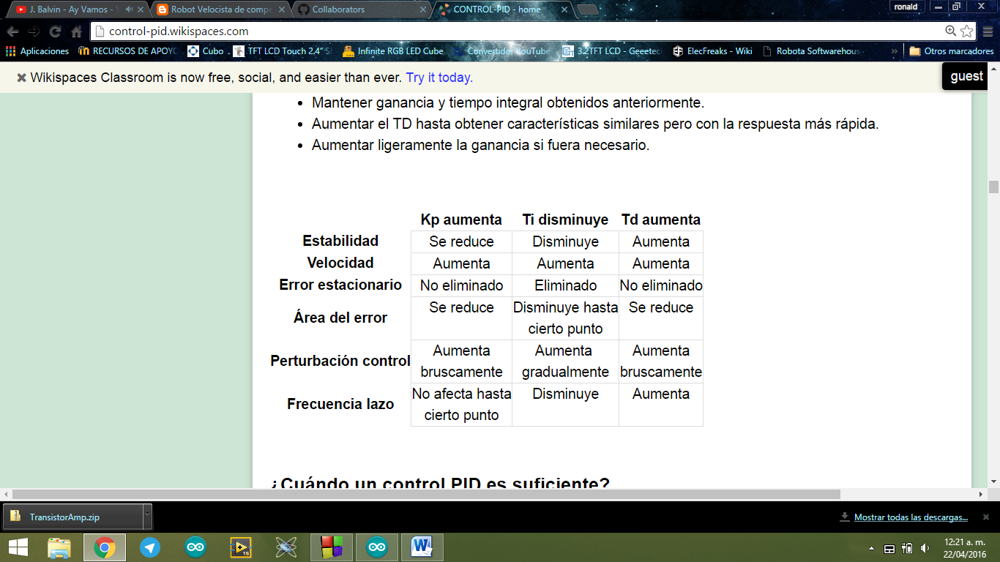 J. Balvin - Ay Vamos - Y
Robot Velocista de compe
Collaborators
CONTROL-PID - home
ronald
control-pid.wikispaces.com
Aplicaciones
RECURSOS DE APOYO
Cubo
TFT LCD Touch 2.4" S
Infinite RGB LED Cube
Convertidor YouTube
3.2TFT LCD - Geeetec
ElecFreaks - Wiki
Robota Softwarehous
»
Otros marcadores
Wikispaces Classroom is now free, social, and easier than ever. Try it today.
guest
• Mantener ganancia y tiempo integral obtenidos anteriormente.
• Aumentar el TD hasta obtener características similares pero con la respuesta más rápida.
• Aumentar ligeramente la ganancia si fuera necesario.
Kp aumenta Ti disminuye Td aumenta
Estabilidad Se reduce Disminuye Aumenta
Velocidad Aumenta Aumenta Aumenta
Error estacionario No eliminado Eliminado No eliminado
Área del error Se reduce Disminuye hasta Se reduce
cierto punto
Perturbación control Aumenta Aumenta Aumenta
bruscamente gradualmente bruscamente
Frecuencia lazo No afecta hasta Disminuye Aumenta
cierto punto
¿Cuándo un control PID es suficiente?
TransistorAmp.zip
Mostrar todas las descargas...
15
12:21 a. m.
22/04/2016